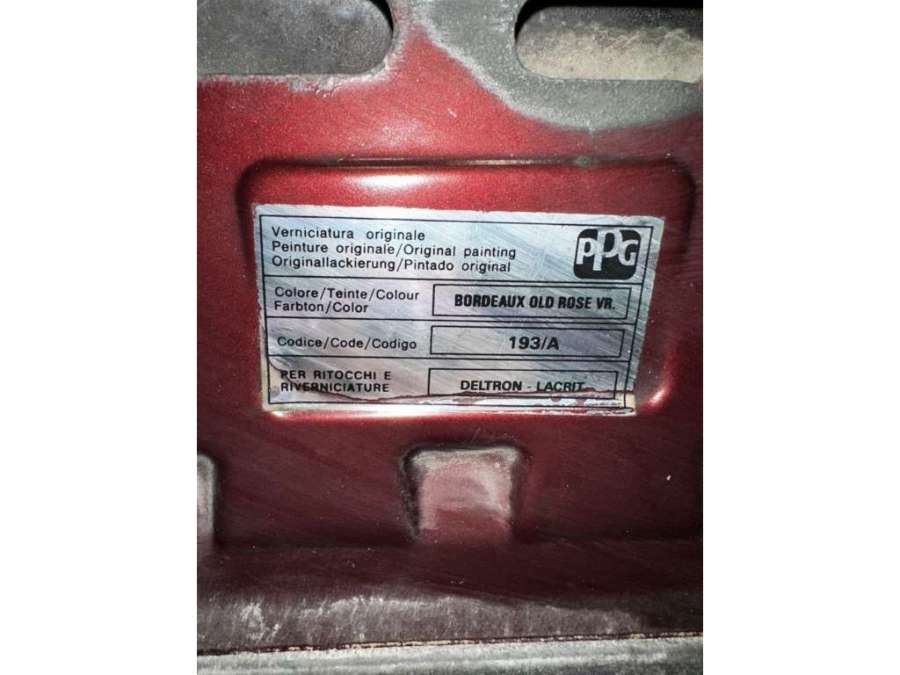 Verniciatura originale
Peinture originale/Original painting
Originallackierung/Pintado original
PPG
Colore/Teinte/Colour
Farbton/Color
BORDEAUX OLD ROSE VR.
Codice/Code/Codigo
193/A
PER RITOCCHI E
RIVERNICIATURE
DELTRON - LACRIT